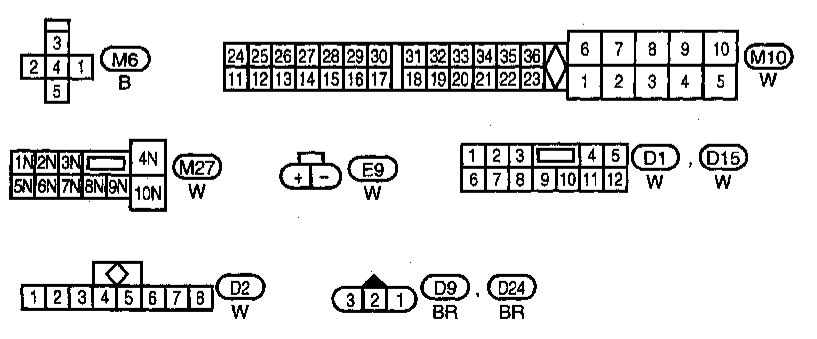 3
2 4 1
5
M6
B
24 25 26 27 28 29 30 31 32 33 34 35 36
11 12 13 14 15 16 17 18 19 20 21 22 23
6 7 8 9 10
1 2 3 4 5
M10
W
1N 2N 3N 4N
5N 6N 7N 8N 9N 10N
M27
W
+ -
E9
W
1 2 3 4 5
6 7 8 9 10 11 12
D1 , D15
W W
1 2 3 4 5 6 7 8
D2
W
3 2 1
D9 , D24
BR BR